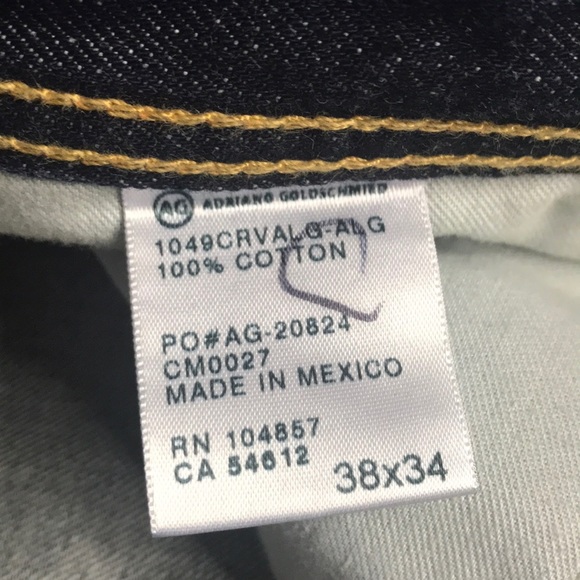 AG ADRIANO GOLDSCHMIED
1049CRVALG-ALG
100% COTTON
PO#AG-20824
CM0027
MADE IN MEXICO
RN 104857
CA 54612
38x34